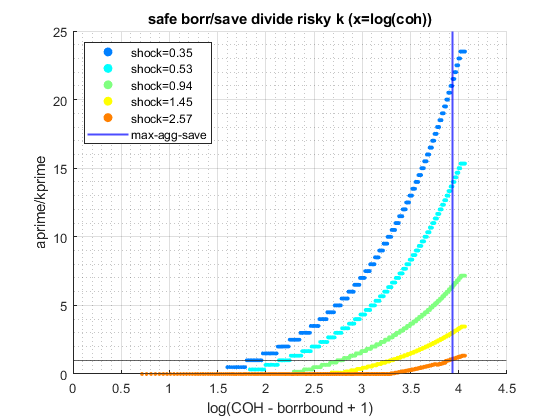 safe borr/save divide risky k (x=log(coh))
25
20
15
10
5
0
aprime/kprime
shock=0.35
shock=0.53
shock=0.94
shock=1.45
shock=2.57
max-agg-save
0
0.5
1
1.5
2
2.5
3
3.5
4
4.5
log(COH - borrbound + 1)